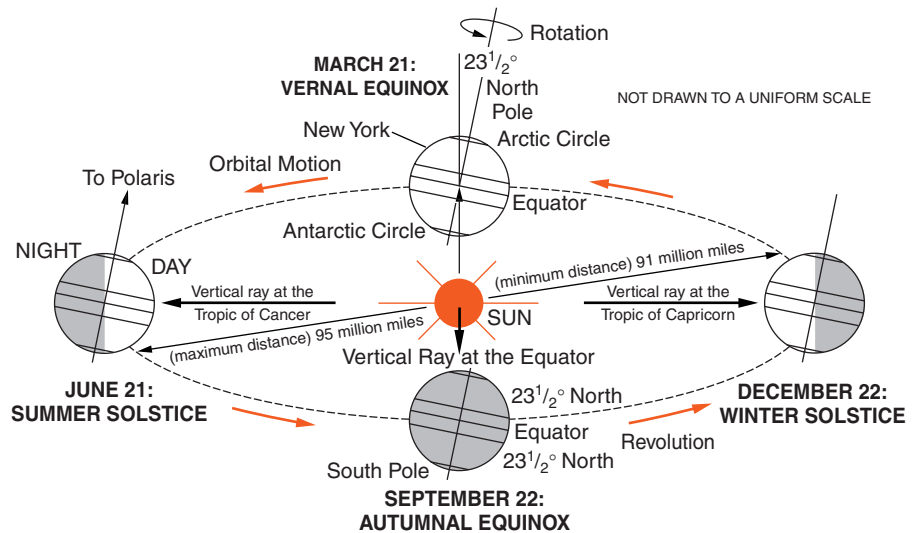 Rotation
MARCH 21:
VERNAL EQUINOX
23 1/2°
North
Pole
NOT DRAWN TO A UNIFORM SCALE
New York
Arctic Circle
Orbital Motion
To Polaris
Equator
Antarctic Circle
NIGHT
DAY
(minimum distance) 91 million miles
Vertical ray at the
Tropic of Cancer
SUN
Vertical ray at the
Tropic of Capricorn
(maximum distance) 95 million miles
Vertical Ray at the Equator
JUNE 21:
SUMMER SOLSTICE
23 1/2° North
Equator
23 1/2° North
Revolution
DECEMBER 22:
WINTER SOLSTICE
South Pole
SEPTEMBER 22:
AUTUMNAL EQUINOX